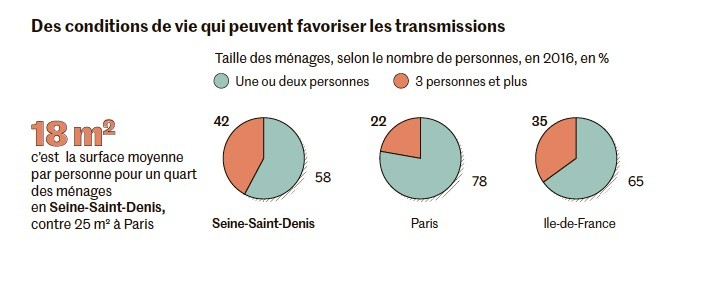 Des conditions de vie qui peuvent favoriser les transmissions
Taille des ménages, selon le nombre de personnes, en 2016, en %
Une ou deux personnes
3 personnes et plus
18 m²
c'est la surface moyenne
par personne pour un quart
des ménages
en Seine-Saint-Denis,
contre 25 m² à Paris
42
58
Seine-Saint-Denis
22
78
Paris
35
65
Ile-de-France